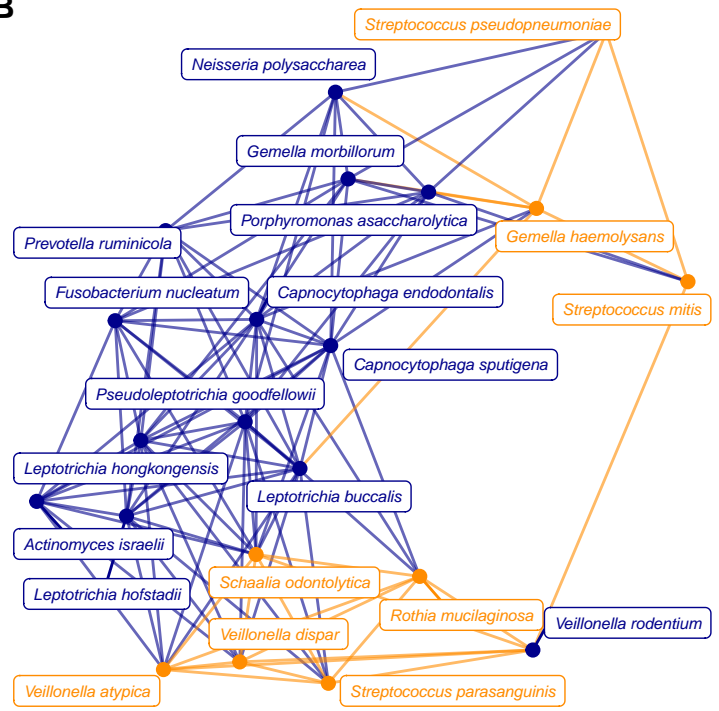 B
Streptococcus pseudopneumoniae
Neisseria polysaccharea
Gemella morbillorum
Porphyromonas asaccharolytica
Prevotella ruminicola
Gemella haemolysans
Fusobacterium nucleatum
Capnocytophaga endodontalis
Streptococcus mitis
Capnocytophaga sputigena
Pseudoleptotrichia goodfellowii
Leptotrichia hongkongensis
Leptotrichia buccalis
Actinomyces israelii
Schaalia odontolytica
Leptotrichia hofstadii
Rothia mucilaginosa
Veillonella rodentium
Veillonella dispar
Veillonella atypica
Streptococcus parasanguinis